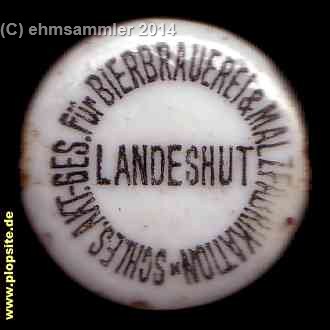 (C) ehmsammler 2014
SCHLES. AKT.-GES. Für BIERBRAUEREI & MALZFABRIKATION
LANDESHUT
www.plopsite.de